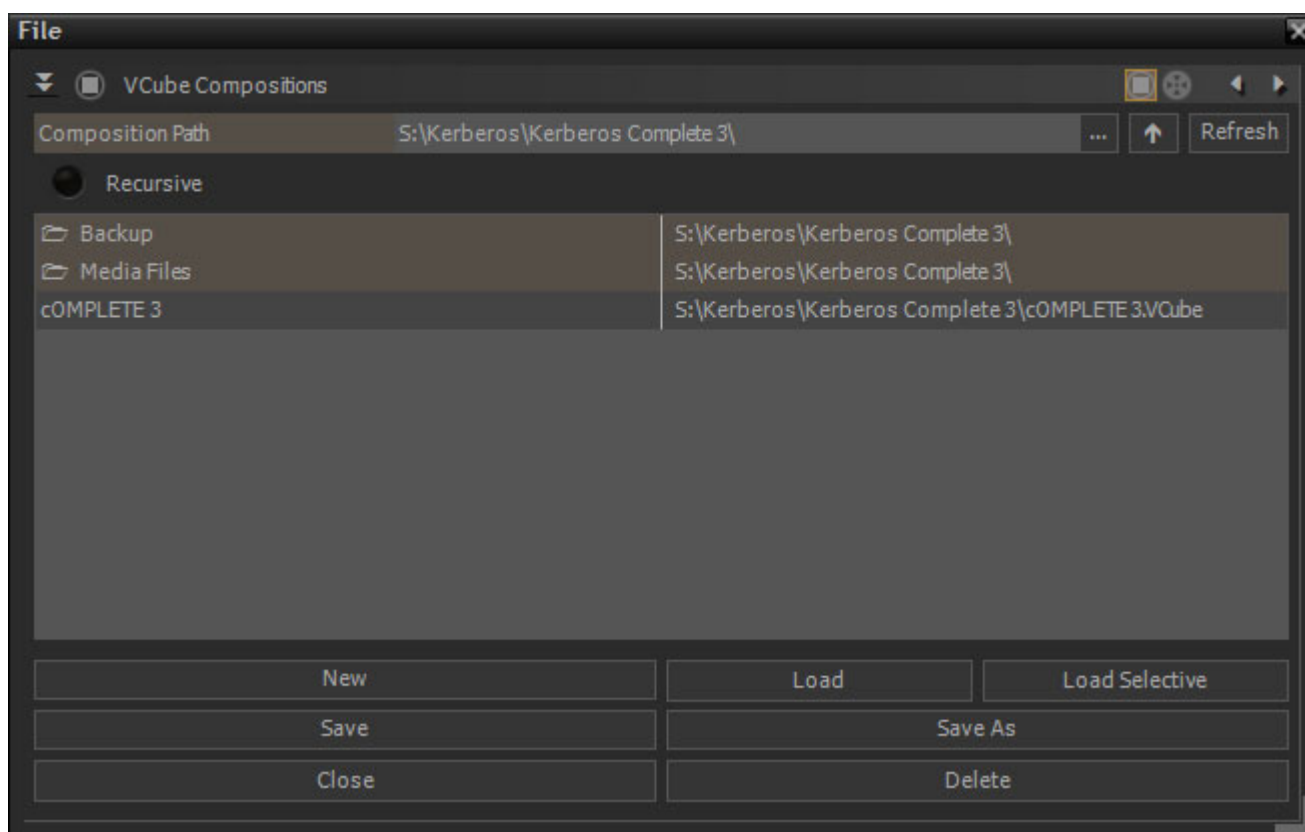 File
VCube Compositions
Composition Path S:\Kerberos\Kerberos Complete 3\ ... Refresh
Recursive
Backup S:\Kerberos\Kerberos Complete 3\
Media Files S:\Kerberos\Kerberos Complete 3\
cOMPLETE 3 S:\Kerberos\Kerberos Complete 3\cOMPLETE 3.VCube
New Load Load Selective
Save Save As
Close Delete